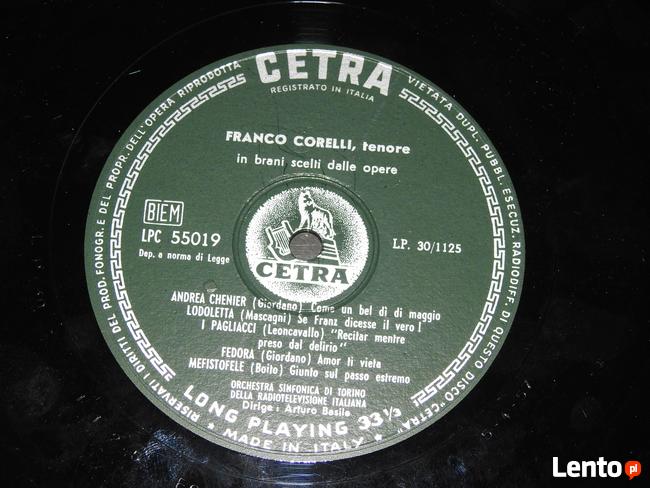 CETRA
REGISTRATO IN ITALIA
RISERVATI I DIRITTI DEL PROD. FONOGR. E DEL PROPR. DELL'OPERA RIPRODOTTA
VIETATA DUPL. PUBBL. ESECUZ. RADIODIFF. DI QUESTO DISCO "CETRA"
FRANCO CORELLI, tenore
in brani scelti dalle opere
BIEM
LPC 55019
Dep. a norma di Legge
LP. 30/1125
CETRA
ANDREA CHENIER (Giordano) Come un bel dì di maggio
LODOLETTA (Mascagni) Se Franz dicesse il vero!
I PAGLIACCI (Leoncavallo) "Recitar mentre
preso dal delirio"
FEDORA (Giordano) Amor ti vieta
MEFISTOFELE (Boito) Giunto sul passo estremo
ORCHESTRA SINFONICA DI TORINO
DELLA RADIOTELEVISIONE ITALIANA
Dirige: Arturo Basile
LONG PLAYING 33 1/3
MADE IN ITALY
Lento.pl